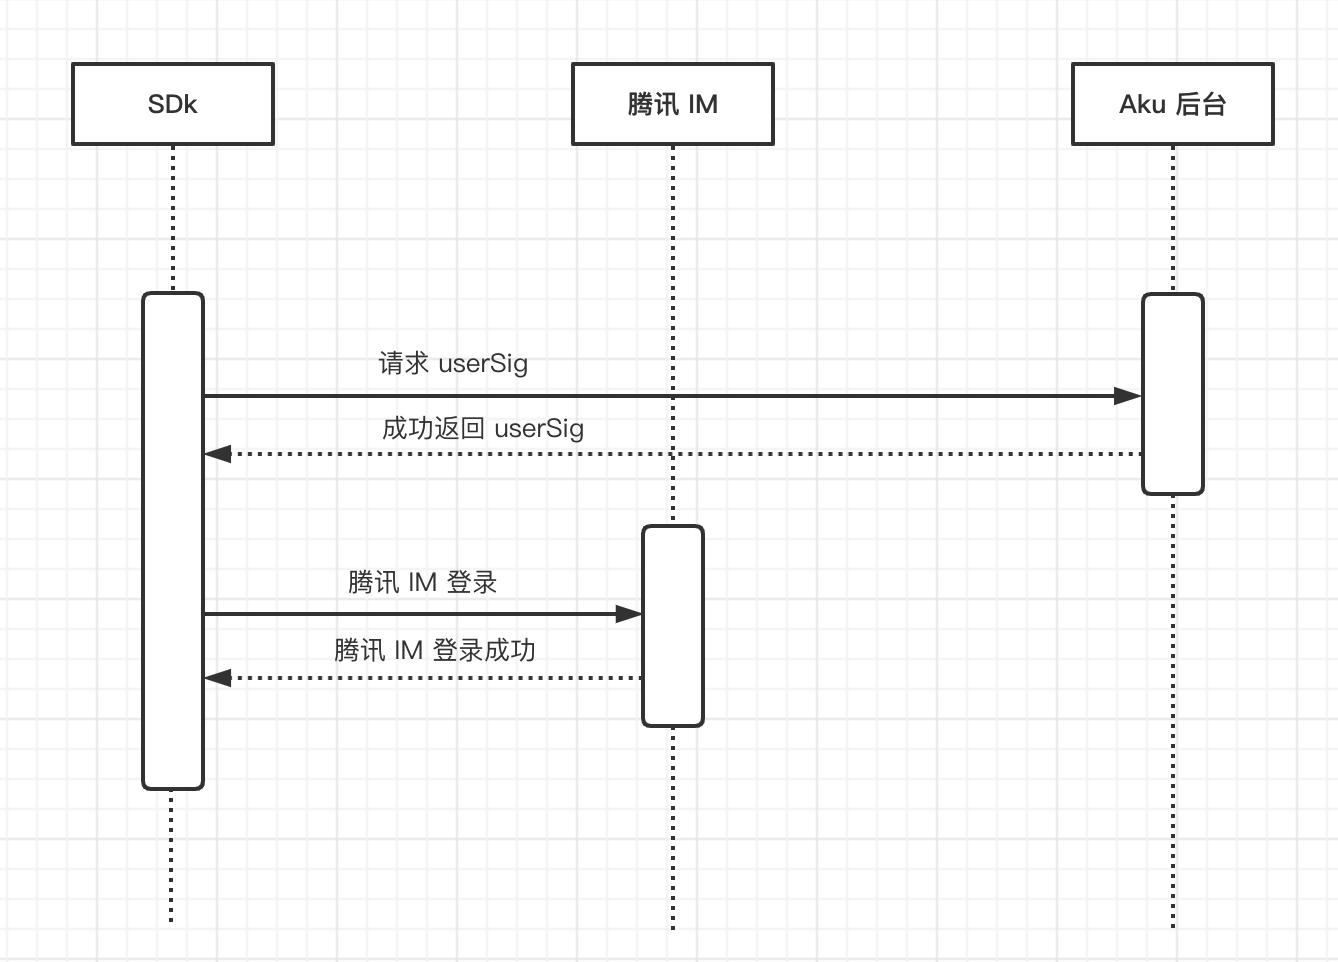 SDk
腾讯 IM
Aku 后台
请求 userSig
成功返回 userSig
腾讯 IM 登录
腾讯 IM 登录成功